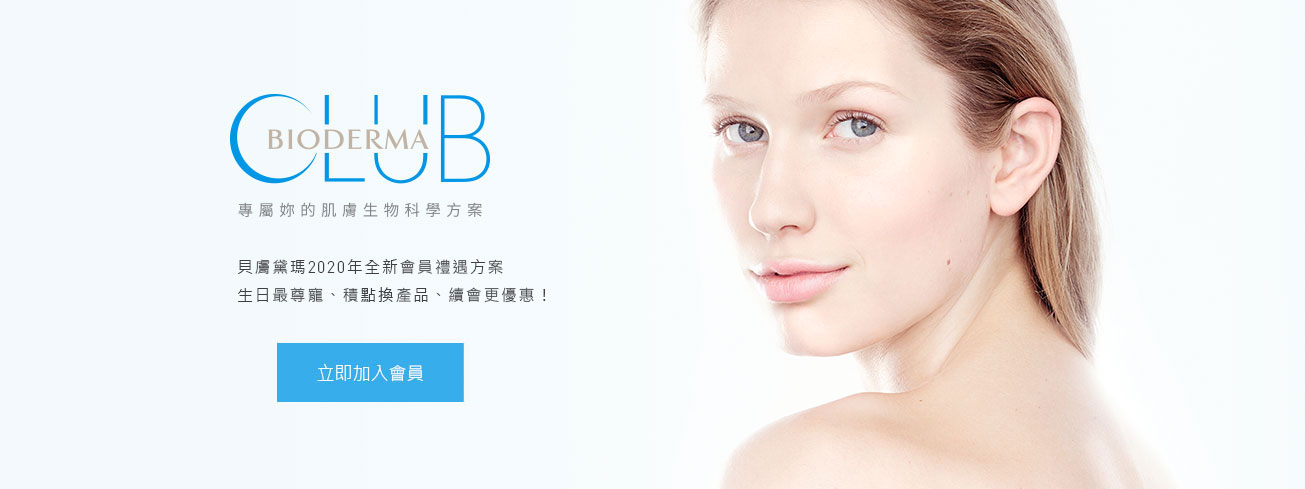 CLUB
BIODERMA
專屬妳的肌膚生物科學方案
貝膚黛瑪2020年全新會員禮遇方案
生日最尊寵、積點換產品、續會更優惠！
立即加入會員